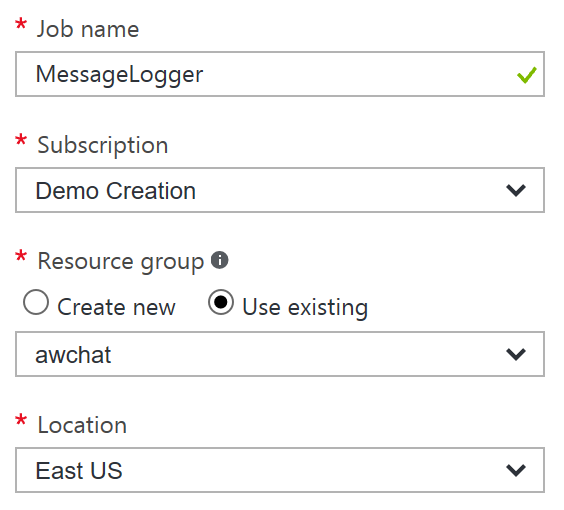 * Job name
MessageLogger
* Subscription
Demo Creation
* Resource group
Create new Use existing
awchat
* Location
East US